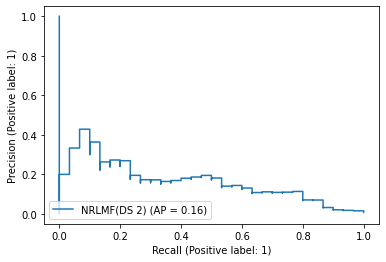 1.0
0.8
0.6
0.4
0.2
0.0
Precision (Positive label: 1)
NRLMF(DS 2) (AP = 0.16)
0.0 0.2 0.4 0.6 0.8 1.0
Recall (Positive label: 1)